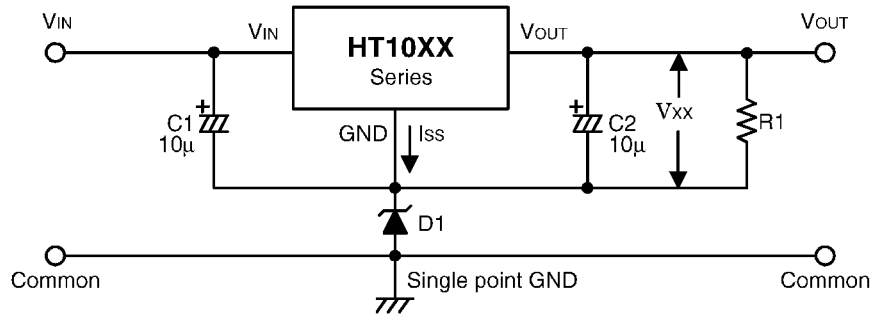 VIN
VIN
HT10XX
Series
VOUT
VOUT
+
C1
10μ
GND
ISS
+
C2
10μ
VXX
R1
D1
Common
Single point GND
Common